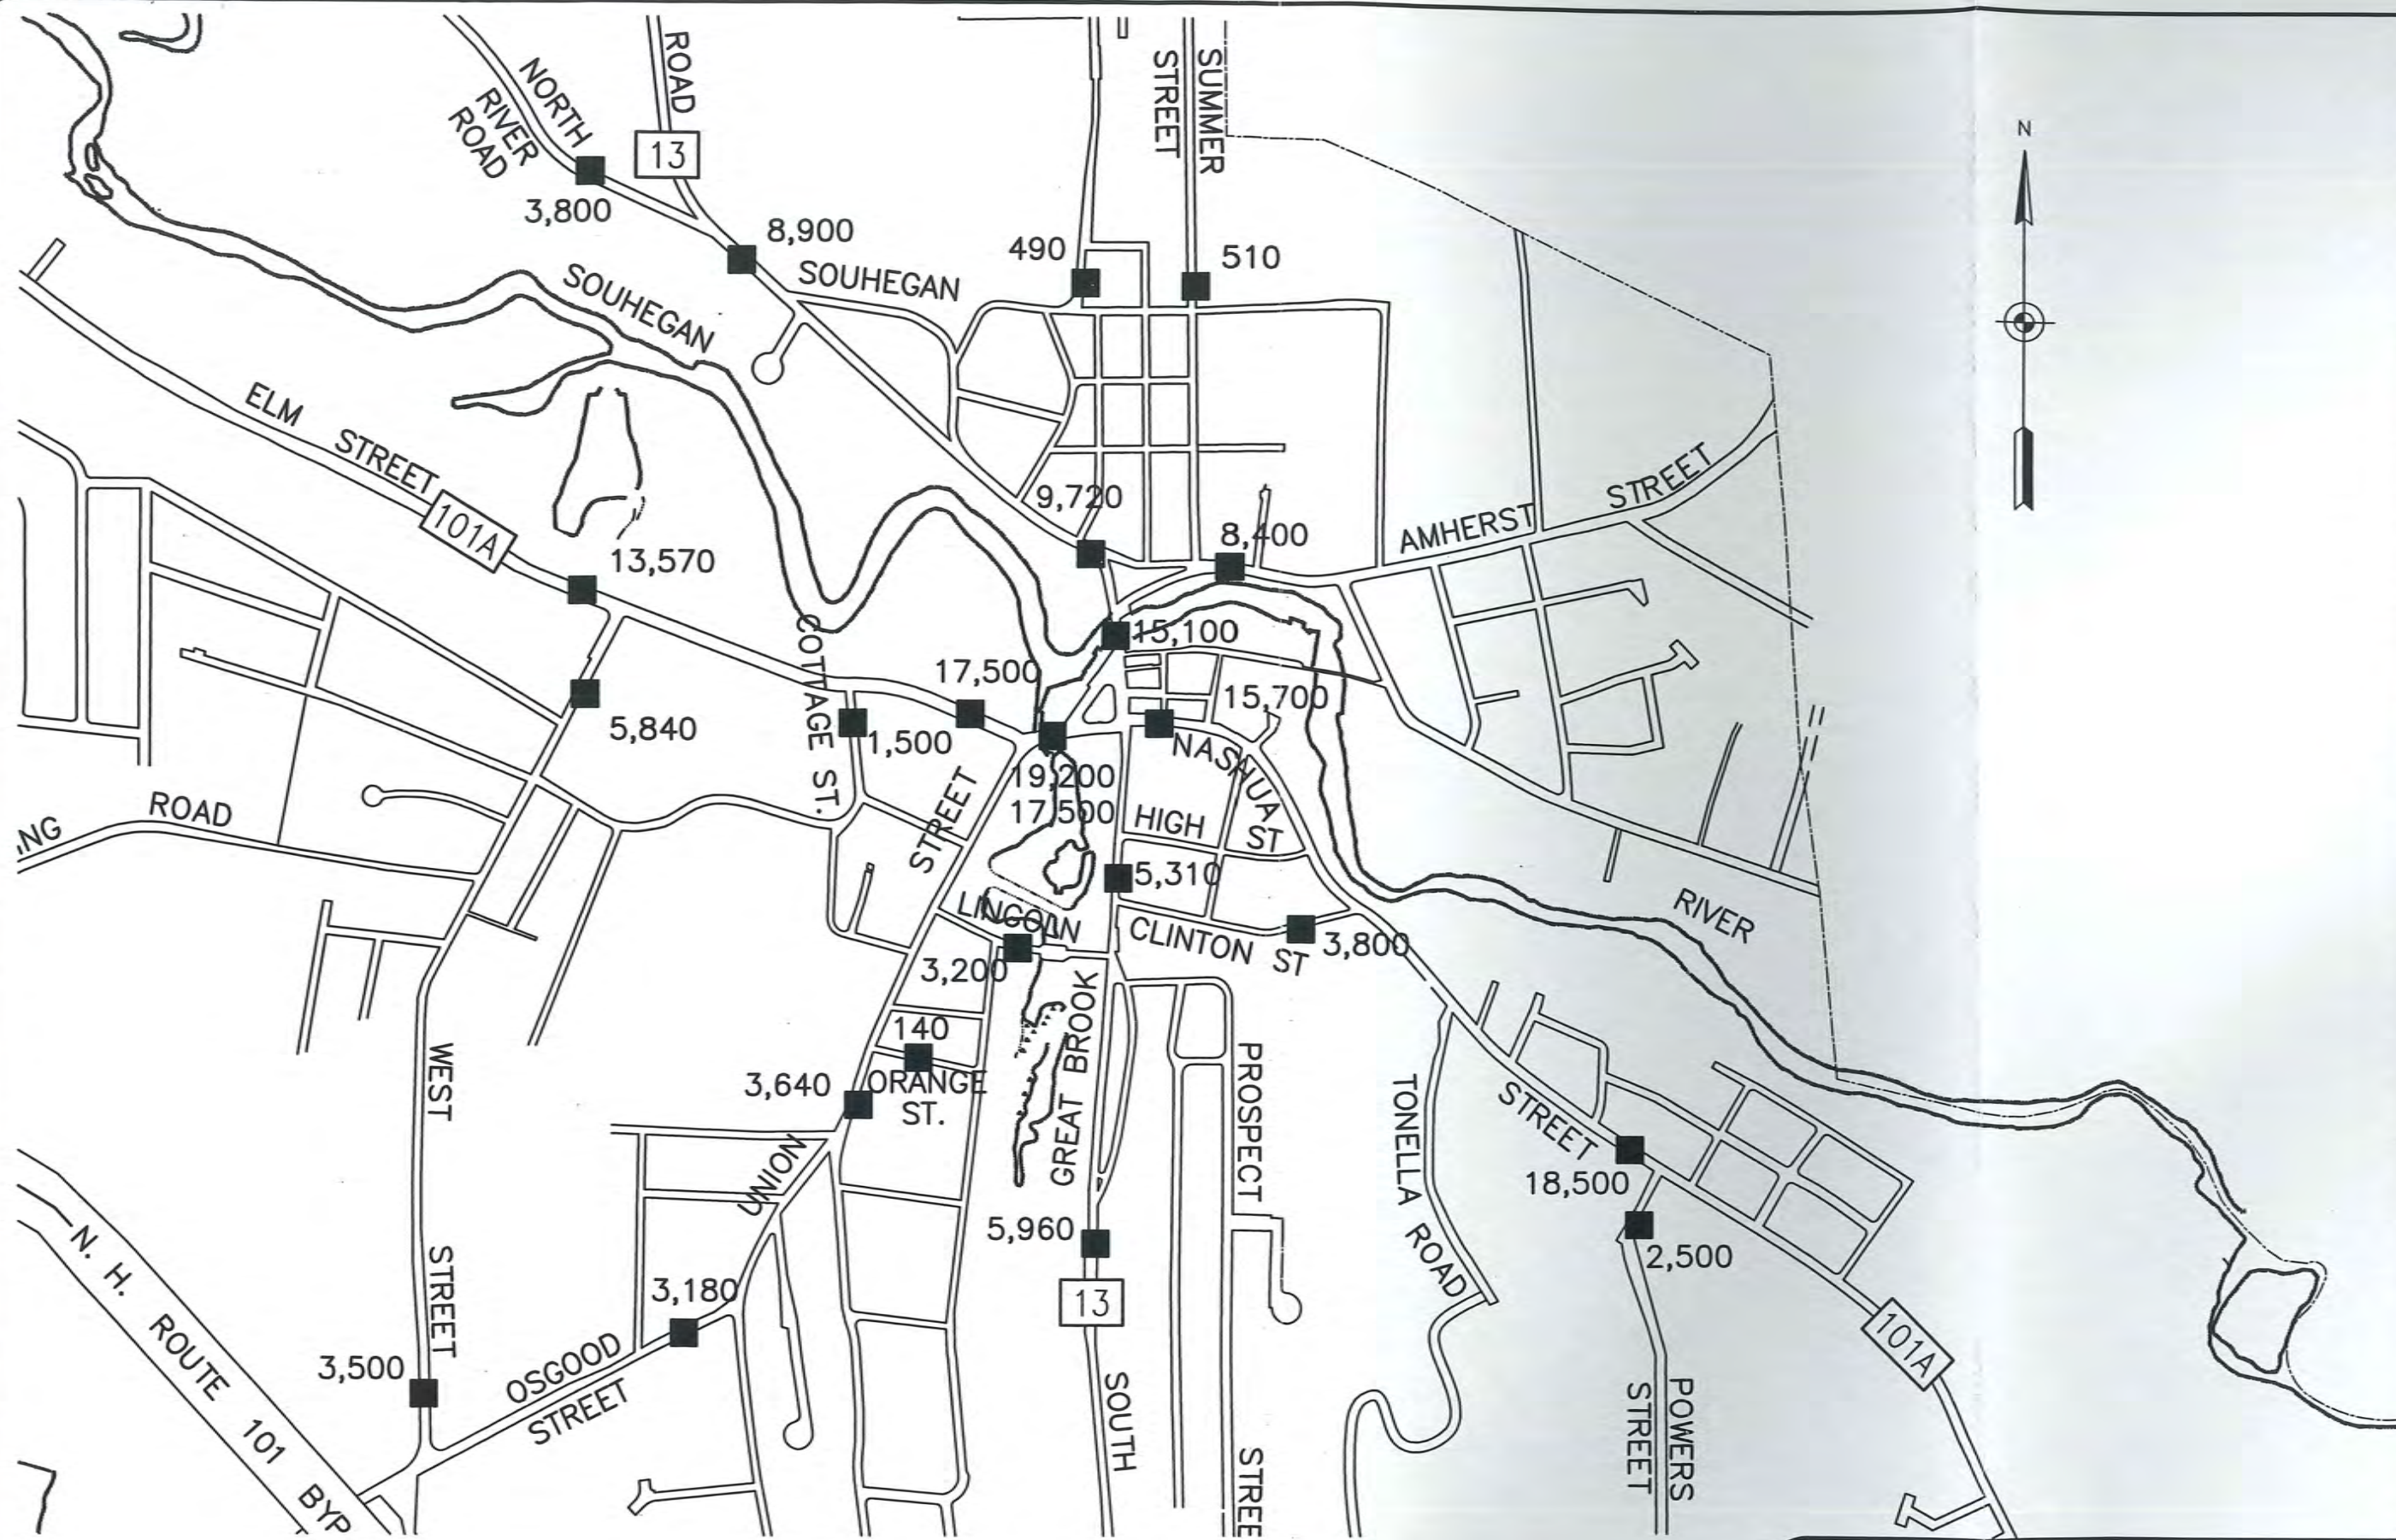 NORTH
RIVER
ROAD
ROAD
13
SUMMER
STREET
N
3,800
8,900
490
510
SOUHEGAN
SOUHEGAN
ELM STREET
101A
13,570
9,720
8,400
AMHERST STREET
15,100
17,500
15,700
COTTAGE ST.
5,840
1,500
19,200
17,500
NASHUA
ST
HIGH
STREET
ROAD
5,310
LINCOLN
CLINTON ST
3,800
3,200
RIVER
140
ORANGE
ST.
3,640
GREAT BROOK
WEST STREET
UNION
PROSPECT
STREE
TONELLA ROAD
STREET
18,500
2,500
5,960
13
SOUTH
3,180
3,500
OSGOOD
STREET
N. H. ROUTE 101 BYP
101A
POWERS
STREET